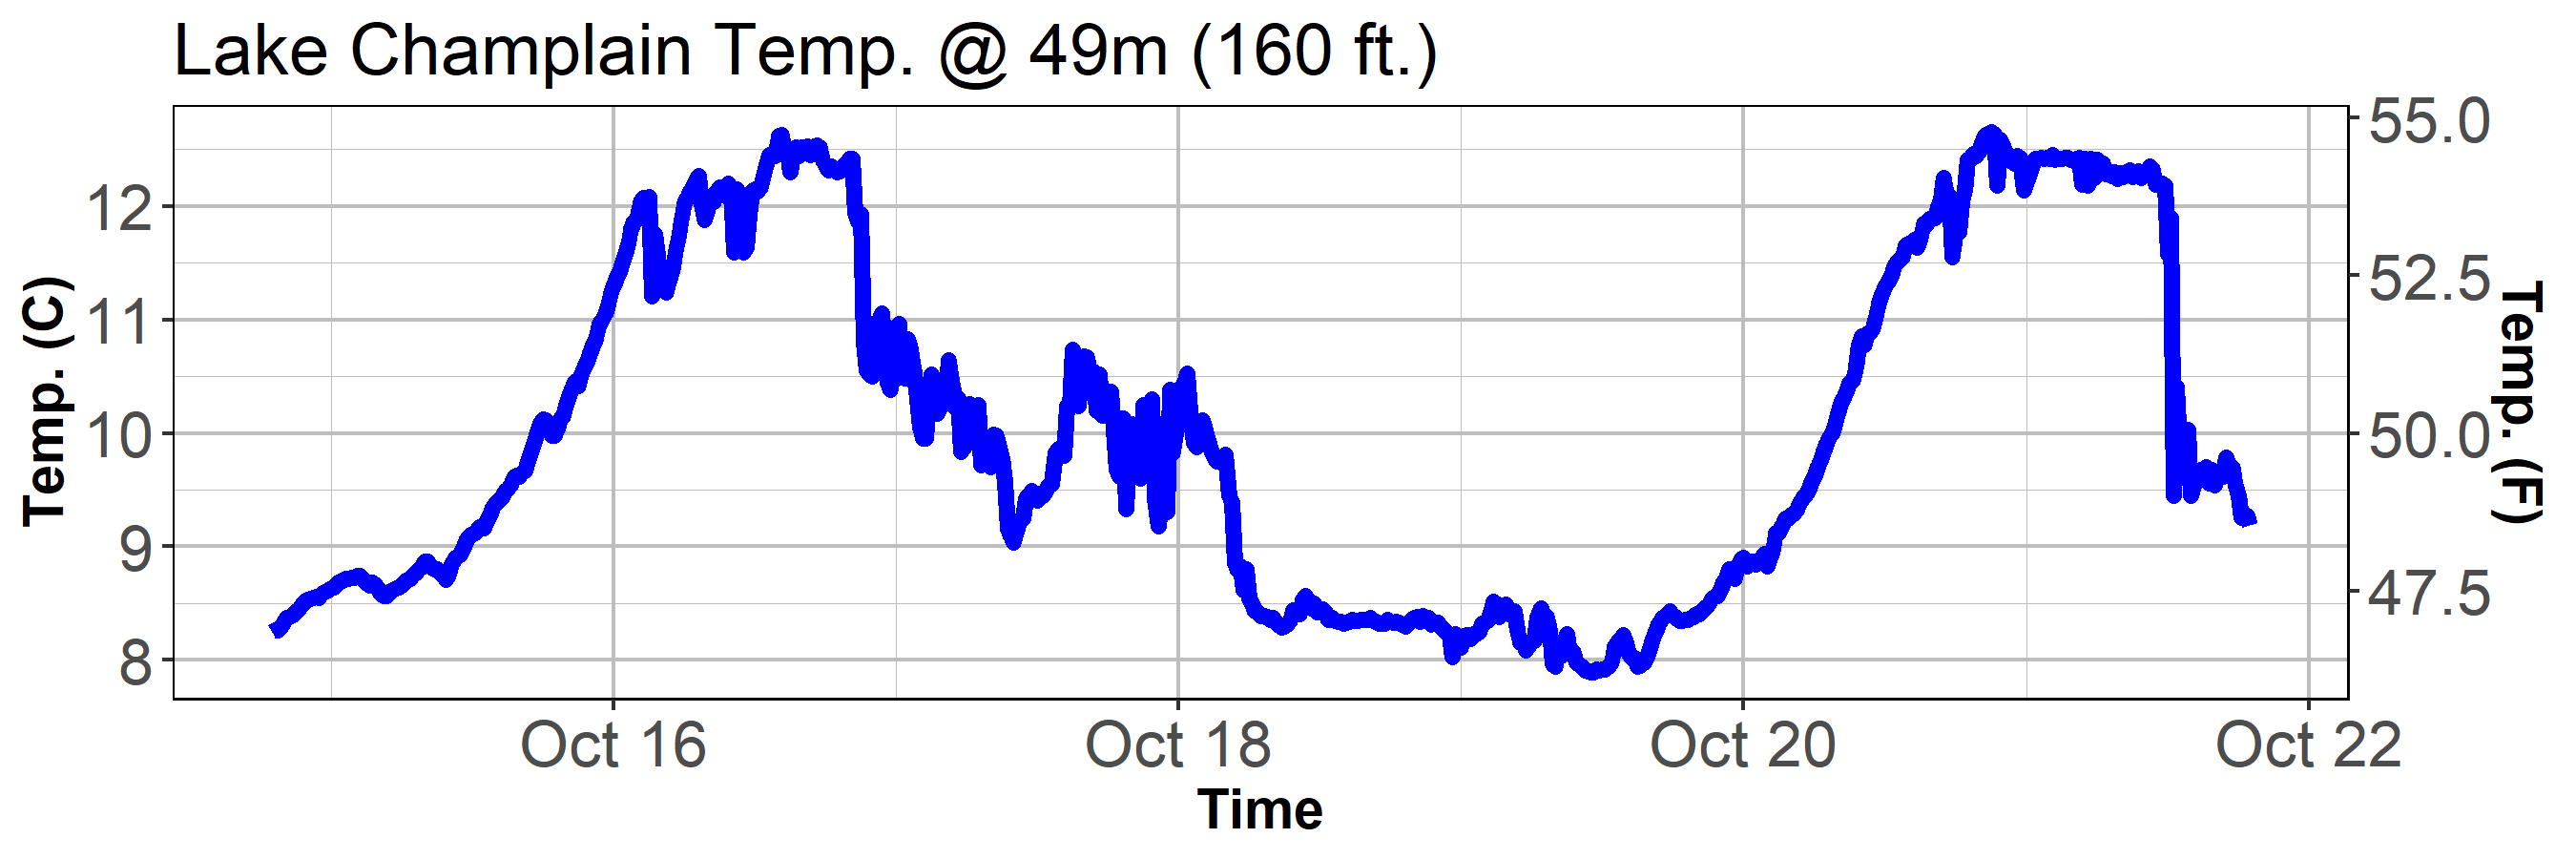 Lake Champlain Temp. @ 49m (160 ft.)
Temp. (C)
12
11
10
9
8
55.0
52.5
50.0
47.5
Temp. (F)
Oct 16
Oct 18
Oct 20
Oct 22
Time